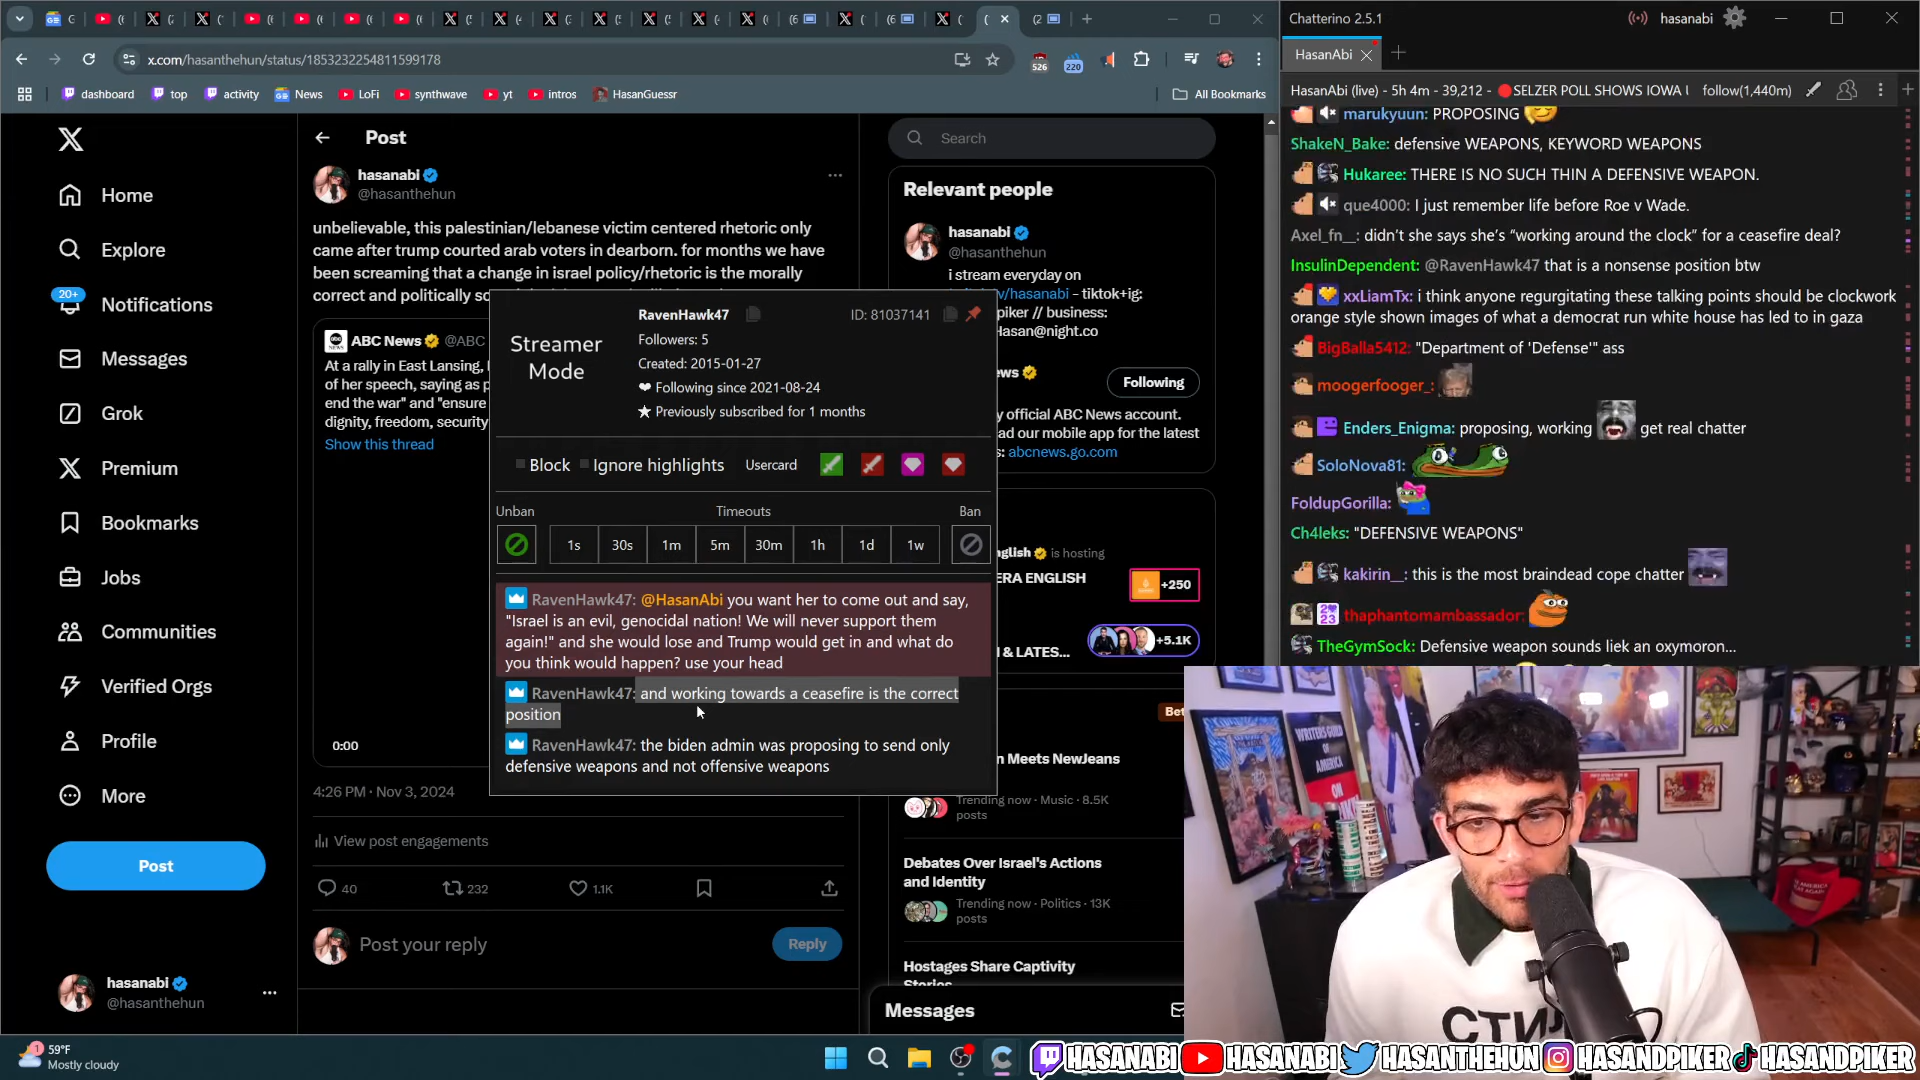 x.com/hasanthehun/status/1853232254811599178
526
220
dashboard
top
activity
News
LoFi
synthwave
yt
intros
HasanGuessr
All Bookmarks
Home
Explore
20+
Notifications
Messages
Grok
Premium
Bookmarks
Jobs
Communities
Verified Orgs
Profile
More
Post
hasanabi
@hasanthehun
Post
hasanabi
@hasanthehun
unbelievable, this palestinian/lebanese victim centered rhetoric only
came after trump courted arab voters in dearborn. for months we have
been screaming that a change in israel policy/rhetoric is the morally
correct and politically
ABC News
@ABC
At a rally in East Lansing,
of her speech, saying as
end the war" and "ensure
dignity, freedom, security
Show this thread
0:00
4:26 PM · Nov 3, 2024
View post engagements
40
232
1.1K
Post your reply
Reply
Streamer
Mode
RavenHawk47
ID: 81037141
Followers: 5
Created: 2015-01-27
Following since 2021-08-24
Previously subscribed for 1 months
Block
Ignore highlights
Usercard
Unban
Timeouts
Ban
1s
30s
1m
5m
30m
1h
1d
1w
RavenHawk47: @HasanAbi you want her to come out and say,
"Israel is an evil, genocidal nation! We will never support them
again!" and she would lose and Trump would get in and what do
you think would happen? use your head
RavenHawk47: and working towards a ceasefire is the correct
position
RavenHawk47: the biden admin was proposing to send only
defensive weapons and not offensive weapons
Search
Relevant people
hasanabi
@hasanthehun
i stream everyday on
/hasanabi - tiktok+ig:
piker // business:
Hasan@night.co
Following
official ABC News account.
our mobile app for the latest
abcnews.go.com
is hosting
ERA ENGLISH
+250
& LATES...
+5.1K
Meets NewJeans
Trending now · Music · 8.5K
posts
Debates Over Israel's Actions
and Identity
Trending now · Politics · 13K
posts
Hostages Share Captivity
Stories
Messages
Chatterino 2.5.1
hasanabi
HasanAbi
HasanAbi (live) - 5h 4m - 39,212 - SELZER POLL SHOWS IOWA
follow(1,440m)
marukyuun: PROPOSING
ShakeN_Bake: defensive WEAPONS, KEYWORD WEAPONS
Hukaree: THERE IS NO SUCH THIN A DEFENSIVE WEAPON.
que4000: I just remember life before Roe v Wade.
Axel_fn__: didn't she says she's "working around the clock" for a ceasefire deal?
InsulinDependent: @RavenHawk47 that is a nonsense position btw
xxLiamTx: i think anyone regurgitating these talking points should be clockwork
orange style shown images of what a democrat run white house has led to in gaza
BigBalla5412: "Department of 'Defense'" ass
moogerfooger_:
Enders_Enigma: proposing, working get real chatter
SoloNova81:
FoldupGorilla:
Ch4leks: "DEFENSIVE WEAPONS"
kakirin__: this is the most braindead cope chatter
thaphantomambassador:
TheGymSock: Defensive weapon sounds liek an oxymoron...
WRITERS GUILD OF AMERICA ON
СТИЛ
1
59°F
Mostly cloudy
HASANABI
HASANABI
HASANTHEHUN
HASANDPIKER
HASANDPIKER